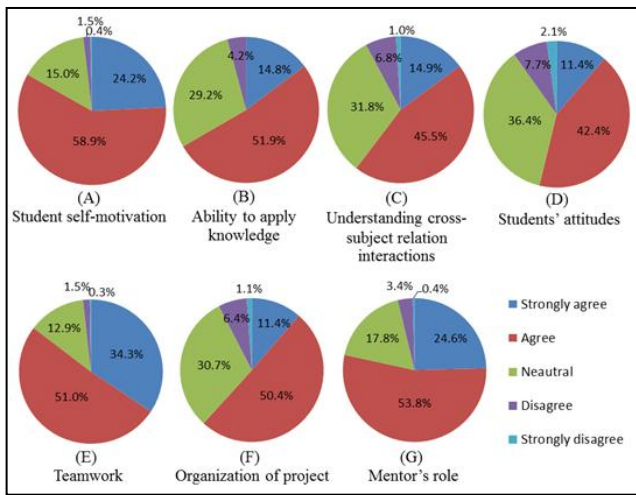 1.5%
0.4%
15.0%
24.2%
58.9%
(A)
Student self-motivation
4.2%
14.8%
29.2%
51.9%
(B)
Ability to apply
knowledge
1.0%
6.8%
14.9%
31.8%
45.5%
(C)
Understanding cross-
subject relation
interactions
2.1%
7.7%
11.4%
36.4%
42.4%
(D)
Students’ attitudes
1.5%
0.3%
12.9%
34.3%
51.0%
(E)
Teamwork
1.1%
6.4%
11.4%
30.7%
50.4%
(F)
Organization of project
3.4%
0.4%
17.8%
24.6%
53.8%
(G)
Mentor’s role
Strongly agree
Agree
Neautral
Disagree
Strongly disagree